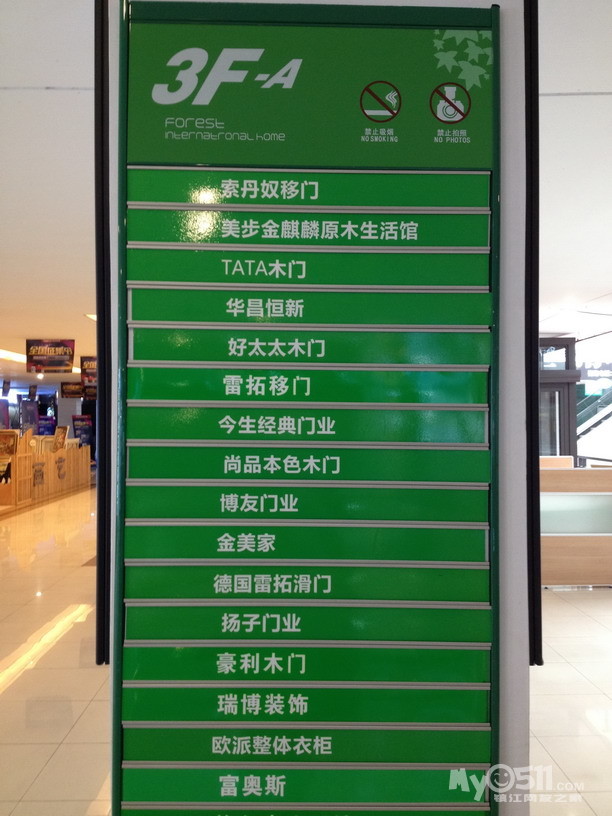 3F-A
Forest
international home
禁止吸烟
NO SMOKING
禁止拍照
NO PHOTOS
索丹奴移门
美步金麒麟原木生活馆
TATA木门
华昌恒新
好太太木门
雷拓移门
今生经典门业
尚品本色木门
博友门业
金美家
德国雷拓滑门
扬子门业
豪利木门
瑞博装饰
欧派整体衣柜
富奥斯
My0511.COM
镇江网友之家